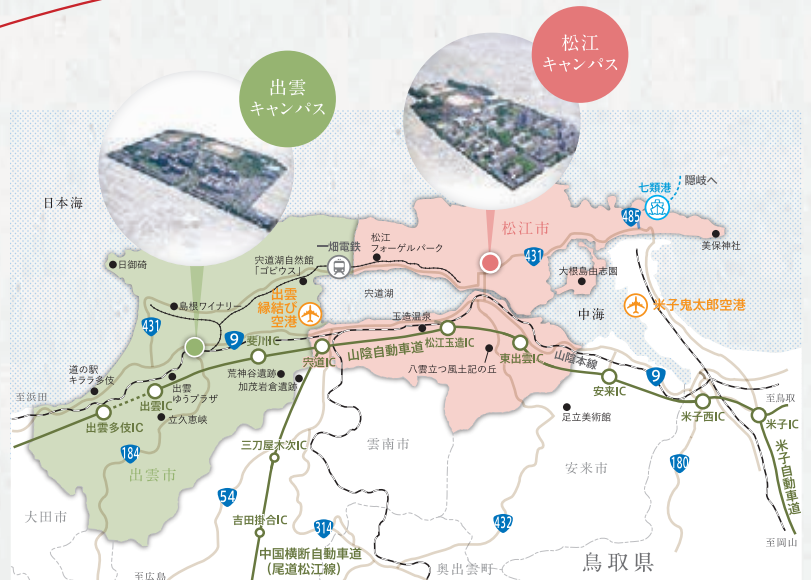 出雲
キャンパス
松江
キャンパス
日本海
七類港
隠岐へ
485
松江市
美保神社
一畑電鉄
松江
フォーゲルパーク
431
日御碕
宍道湖自然館
「ゴビウス」
大根島由志園
宍道湖
島根ワイナリー
出雲
縁結び
空港
中海
米子鬼太郎空港
431
玉造温泉
9
斐川IC
松江玉造IC
山陰自動車道
宍道IC
東出雲IC
山陰本線
道の駅
キララ多伎
荒神谷遺跡
加茂岩倉遺跡
八雲立つ風土記の丘
9
安来IC
至浜田
出雲IC
出雲
ゆうプラザ
至鳥取
米子西IC
米子IC
出雲多伎IC
立久恵峡
足立美術館
三刀屋木次IC
雲南市
184
出雲市
安来市
180
米子自動車道
54
大田市
吉田掛合IC
314
432
至岡山
中国横断自動車道
（尾道松江線）
鳥取県
至広島
奥出雲町